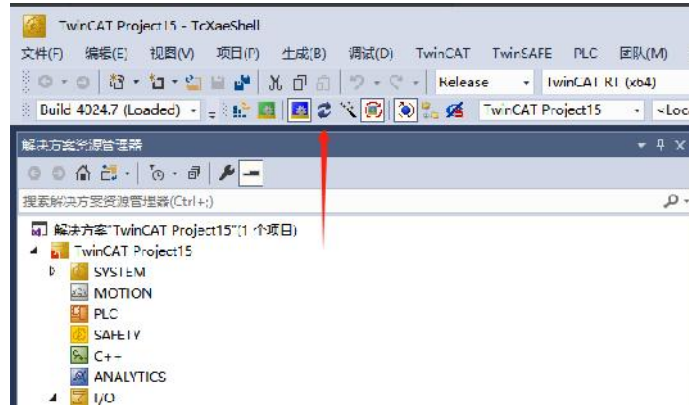 TwinCAT Project15 - TcXaeShell
文件(F) 编辑(E) 视图(V) 项目(P) 生成(B) 调试(D) TwinCAT TwinSAFE PLC 团队(M)
Release TwinCAT RT (x64)
Build 4024.7 (Loaded) TwinCAT Project15 <Loc
解决方案资源管理器
搜索解决方案资源管理器(Ctrl+;)
解决方案"TwinCAT Project15"(1 个项目)
TwinCAT Project15
SYSTEM
MOTION
PLC
SAFETY
C++
ANALYTICS
I/O